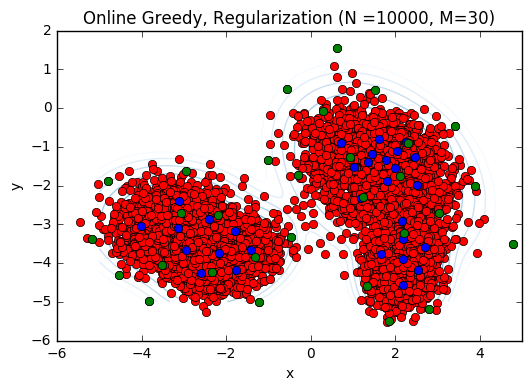 Online Greedy, Regularization (N =10000, M=30)
2
1
0
−1
−2
−3
−4
−5
−6
y
−6 −4 −2 0 2 4
x